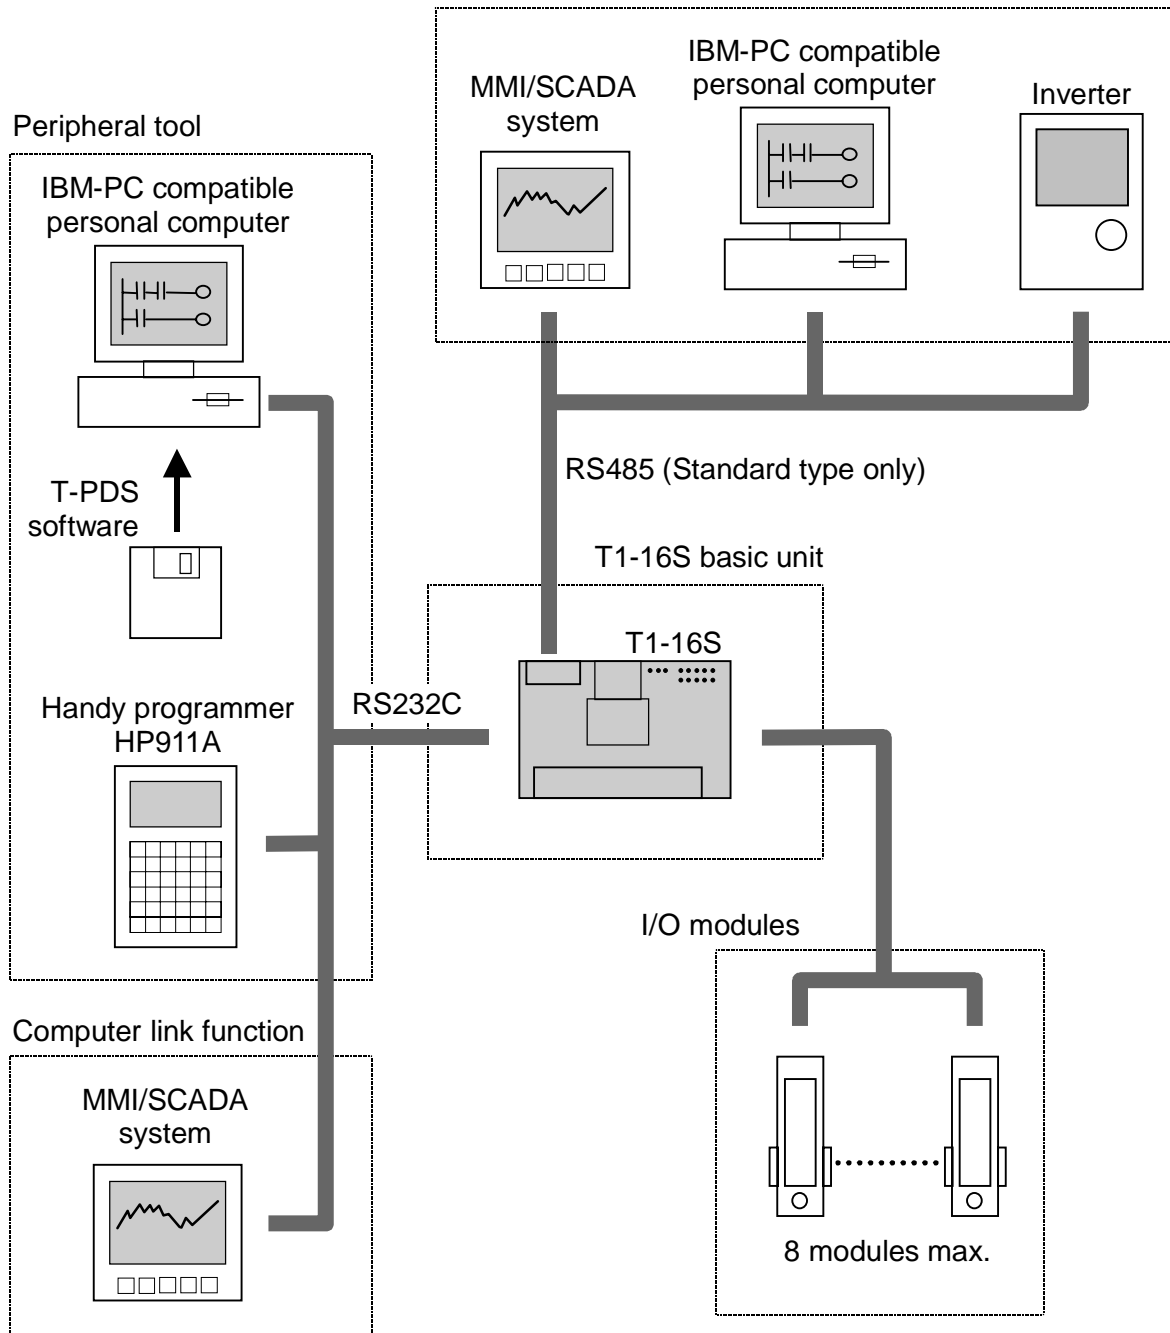 IBM-PC compatible
personal computer
MMI/SCADA
system
Inverter
Peripheral tool
IBM-PC compatible
personal computer
RS485 (Standard type only)
T-PDS
software
T1-16S basic unit
T1-16S
Handy programmer
HP911A
RS232C
I/O modules
Computer link function
MMI/SCADA
system
8 modules max.